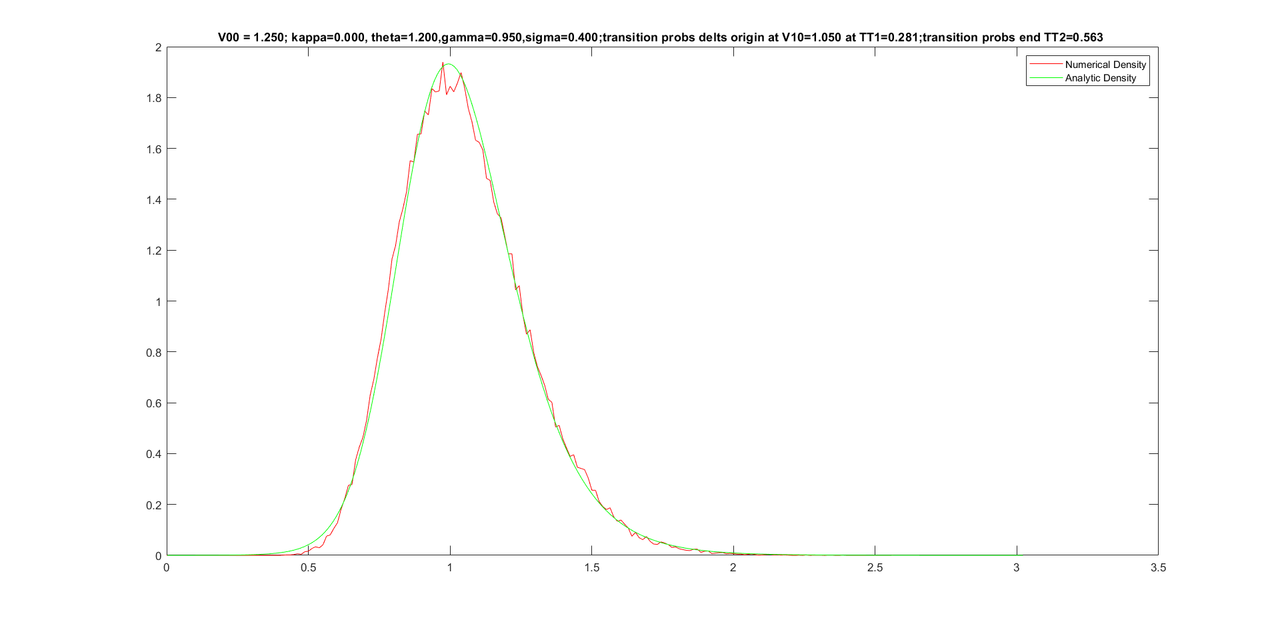 V00 = 1.250; kappa=0.000, theta=1.200,gamma=0.950,sigma=0.400;transition probs delts origin at V10=1.050 at TT1=0.281;transition probs end TT2=0.563
Numerical Density
Analytic Density
2
1.8
1.6
1.4
1.2
1
0.8
0.6
0.4
0.2
0
0 0.5 1 1.5 2 2.5 3 3.5